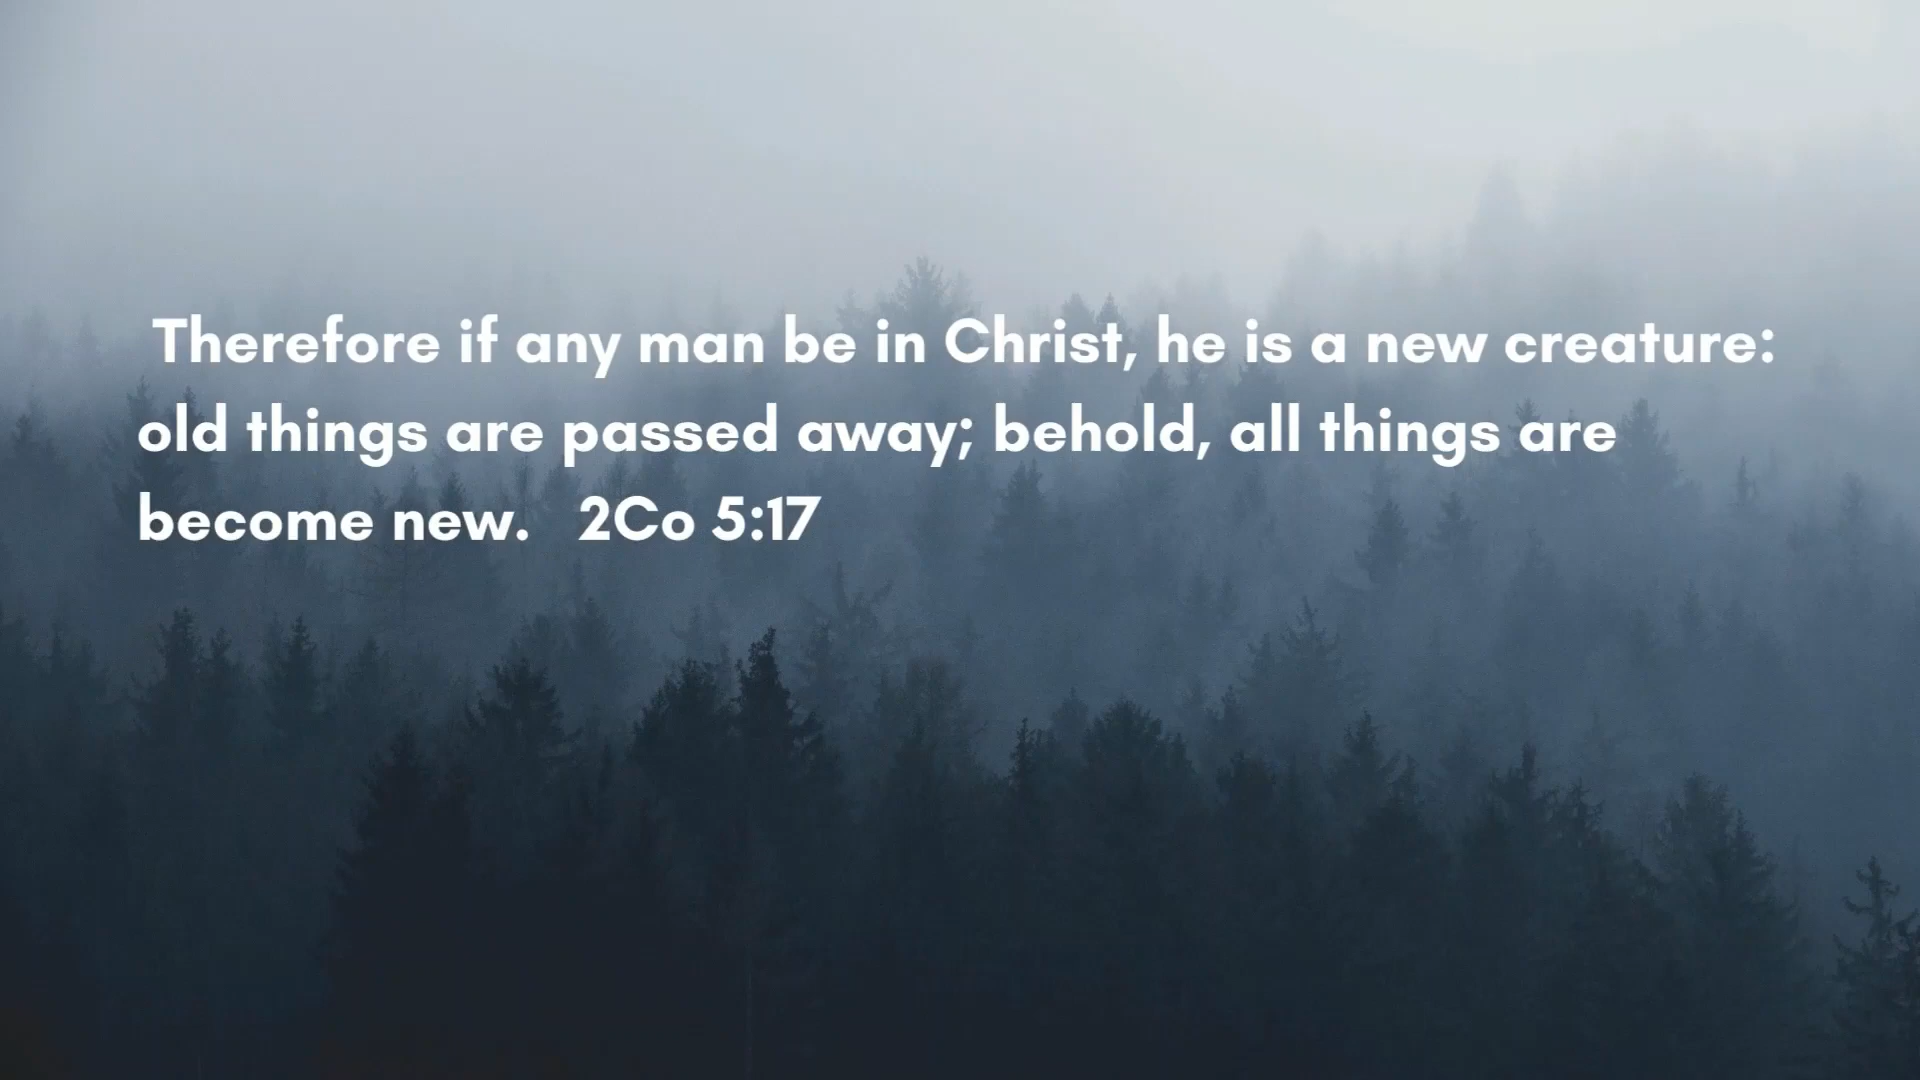 Therefore if any man be in Christ, he is a new creature:
old things are passed away; behold, all things are
become new.   2Co 5:17